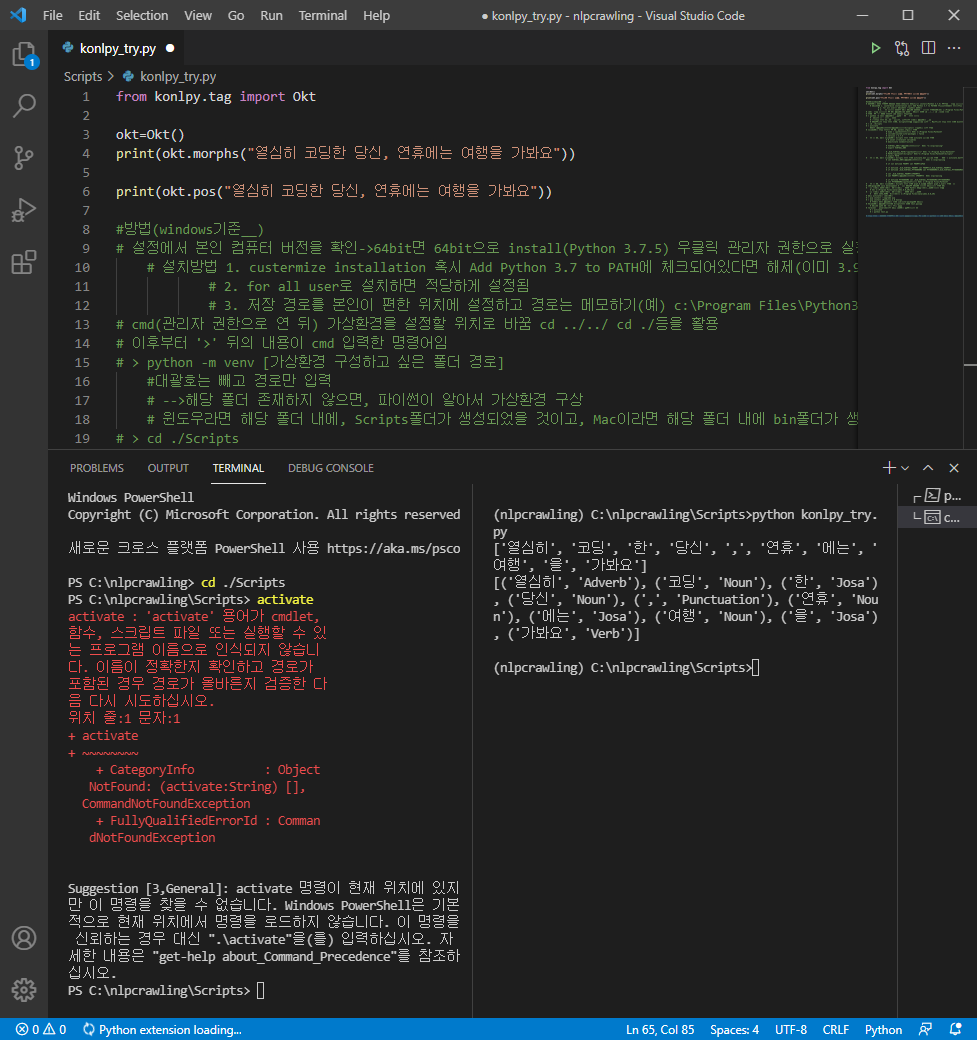 File Edit Selection View Go Run Terminal Help
● konlpy_try.py - nlpcrawling - Visual Studio Code
1
konlpy_try.py ●
Scripts > konlpy_try.py
1 from konlpy.tag import Okt
2
3 okt=Okt()
4 print(okt.morphs("열심히 코딩한 당신, 연휴에는 여행을 가봐요"))
5
6 print(okt.pos("열심히 코딩한 당신, 연휴에는 여행을 가봐요"))
7
8 #방법(windows기준__)
9 # 설정에서 본인 컴퓨터 버전을 확인->64bit면 64bit으로 install(Python 3.7.5) 우클릭 관리자 권한으로
10 # 설치방법 1. custermize installation 혹시 Add Python 3.7 to PATH에 체크되어있다면 해제(이미 3.9
11 # 2. for all user로 설치하면 적당하게 설정됨
12 # 3. 저장 경로를 본인이 편한 위치에 설정하고 경로는 메모하기(예) c:\Program Files\Python3
13 # cmd(관리자 권한으로 연 뒤) 가상환경를 설정할 위치로 바꿈 cd ../../ cd ./등을 활용
14 # 이후부터 '>' 뒤의 내용이 cmd 입력한 명령어임
15 # > python -m venv [가상환경 구성하고 싶은 폴더 경로]
16 #대괄호는 빼고 경로만 입력
17 # -->해당 폴더 존재하지 않으면, 파이썬이 알아서 가상환경 구상
18 # 윈도우라면 해당 폴더 내에, Scripts폴더가 생성되었을 것이고, Mac이라면 해당 폴더 내에 bin폴더가 생
19 # > cd ./Scripts
PROBLEMS OUTPUT TERMINAL DEBUG CONSOLE
Windows PowerShell
Copyright (C) Microsoft Corporation. All rights reserved
새로운 크로스 플랫폼 PowerShell 사용 https://aka.ms/psco
PS C:\nlpcrawling> cd ./Scripts
PS C:\nlpcrawling\Scripts> activate
activate : 'activate' 용어가 cmdlet,
함수, 스크립트 파일 또는 실행할 수 있
는 프로그램 이름으로 인식되지 않습니
다. 이름이 정확한지 확인하고 경로가
포함된 경우 경로가 올바른지 검증한 다
음 다시 시도하십시오.
위치 줄:1 문자:1
+ activate
+ ~~~~~~~~
+ CategoryInfo : Object
NotFound: (activate:String) [],
CommandNotFoundException
+ FullyQualifiedErrorId : Comman
dNotFoundException
Suggestion [3,General]: activate 명령이 현재 위치에 있지
만 이 명령을 찾을 수 없습니다. Windows PowerShell은 기본
적으로 현재 위치에서 명령을 로드하지 않습니다. 이 명령을
신뢰하는 경우 대신 ".\activate"을(를) 입력하십시오. 자
세한 내용은 "get-help about_Command_Precedence"를 참조하
십시오.
PS C:\nlpcrawling\Scripts>
(nlpcrawling) C:\nlpcrawling\Scripts>python konlpy_try.
py
['열심히', '코딩', '한', '당신', ',', '연휴', '에는', '
여행', '을', '가봐요']
[('열심히', 'Adverb'), ('코딩', 'Noun'), ('한', 'Josa')
, ('당신', 'Noun'), (',', 'Punctuation'), ('연휴', 'Nou
n'), ('에는', 'Josa'), ('여행', 'Noun'), ('을', 'Josa')
, ('가봐요', 'Verb')]
(nlpcrawling) C:\nlpcrawling\Scripts>
p...
c...
0 0 Python extension loading...
Ln 65, Col 85 Spaces: 4 UTF-8 CRLF Python